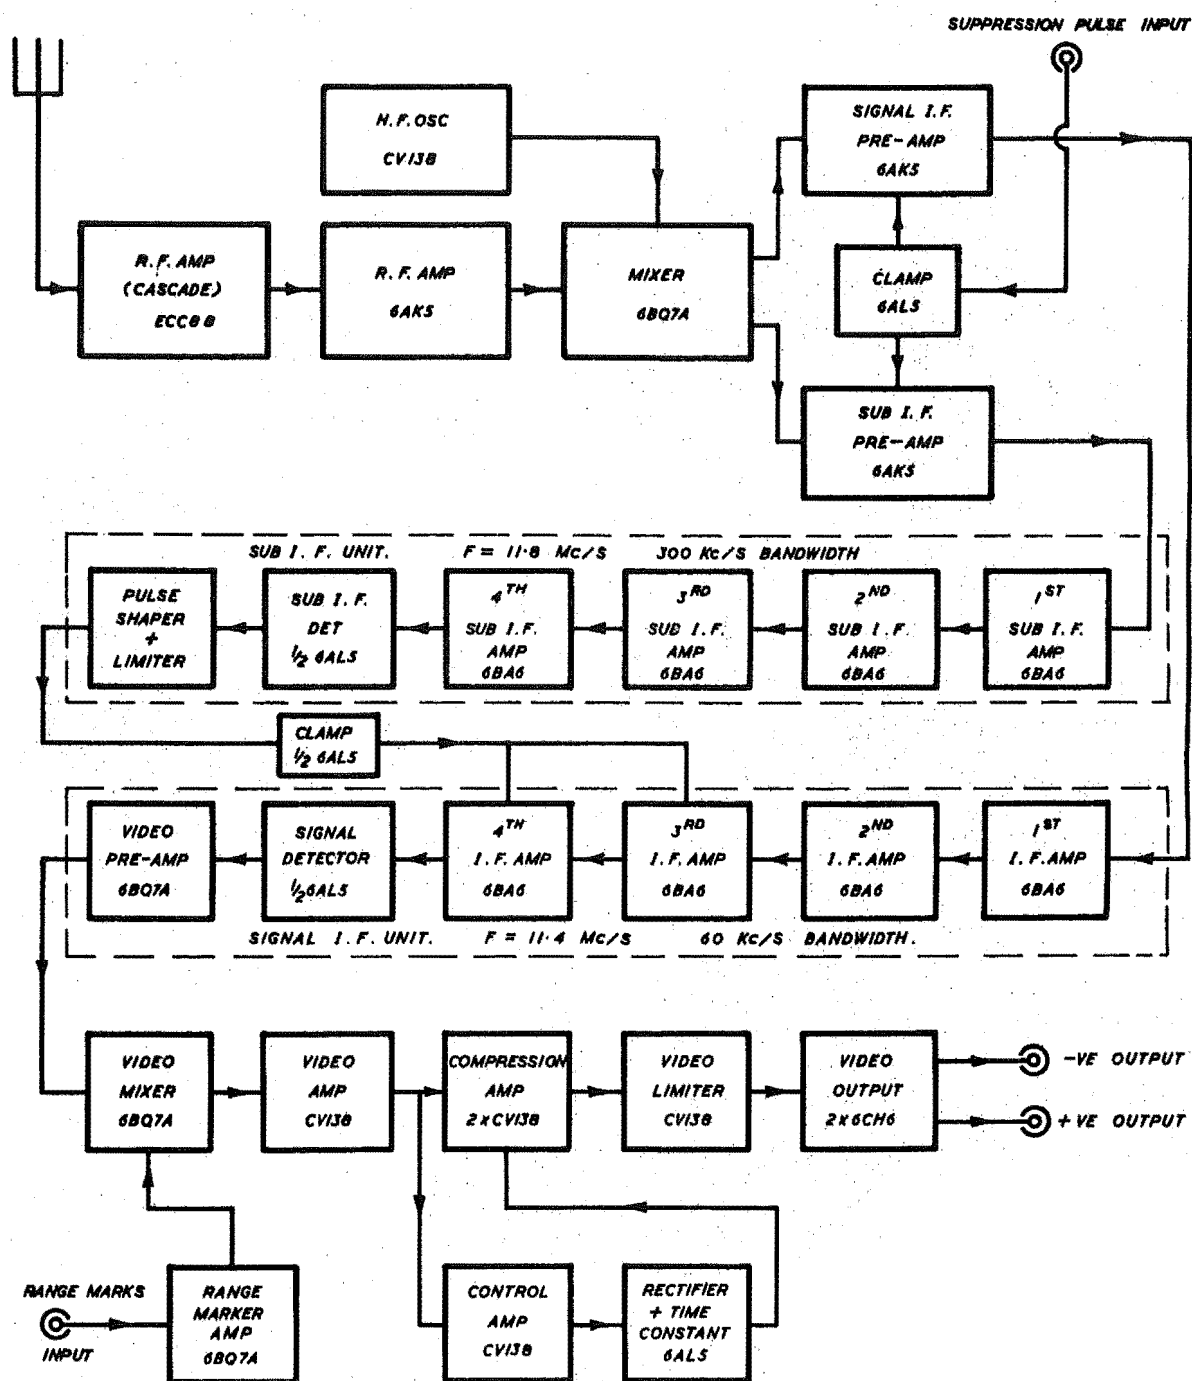 SUPPRESSION PULSE INPUT
H.F. OSC
CV138
SIGNAL I.F.
PRE-AMP
6AK5
R.F. AMP
(CASCADE)
ECC88
R.F. AMP
6AK5
MIXER
6BQ7A
CLAMP
6AL5
SUB I.F.
PRE-AMP
6AK5
SUB I.F. UNIT. F = 11·8 Mc/S 300 Kc/S BANDWIDTH
PULSE
SHAPER
+
LIMITER
SUB I.F.
DET
1/2 6AL5
4TH
SUB I.F.
AMP
6BA6
3RD
SUB I.F.
AMP
6BA6
2ND
SUB I.F.
AMP
6BA6
1ST
SUB I.F.
AMP
6BA6
CLAMP
1/2 6AL5
VIDEO
PRE-AMP
6BQ7A
SIGNAL
DETECTOR
1/2 6AL5
4TH
I.F. AMP
6BA6
3RD
I.F. AMP
6BA6
2ND
I.F. AMP
6BA6
1ST
I.F. AMP
6BA6
SIGNAL I.F. UNIT. F = 11·4 Mc/S 60 Kc/S BANDWIDTH.
VIDEO
MIXER
6BQ7A
VIDEO
AMP
CV138
COMPRESSION
AMP
2xCV138
VIDEO
LIMITER
CV138
VIDEO
OUTPUT
2x6CH6
-VE OUTPUT
+VE OUTPUT
RANGE MARKS
INPUT
RANGE
MARKER
AMP
6BQ7A
CONTROL
AMP
CV138
RECTIFIER
+ TIME
CONSTANT
6AL5